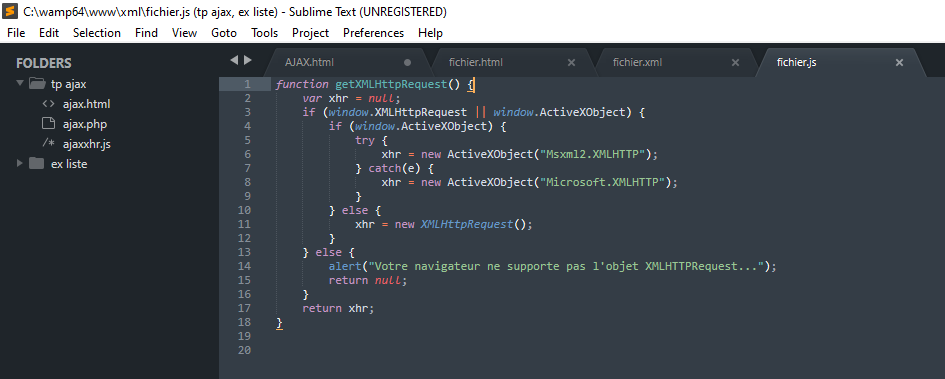 C:\wamp64\www\xml\fichier.js (tp ajax, ex liste) - Sublime Text (UNREGISTERED)
File Edit Selection Find View Goto Tools Project Preferences Help
FOLDERS
tp ajax
ajax.html
ajax.php
/* ajaxxhr.js
ex liste
AJAX.html fichier.html fichier.xml fichier.js
1 function getXMLHttpRequest() {
2     var xhr = null;
3     if (window.XMLHttpRequest || window.ActiveXObject) {
4         if (window.ActiveXObject) {
5             try {
6                 xhr = new ActiveXObject("Msxml2.XMLHTTP");
7             } catch(e) {
8                 xhr = new ActiveXObject("Microsoft.XMLHTTP");
9             }
10         } else {
11             xhr = new XMLHttpRequest();
12         }
13     } else {
14         alert("Votre navigateur ne supporte pas l'objet XMLHTTPRequest...");
15         return null;
16     }
17     return xhr;
18 }
19
20